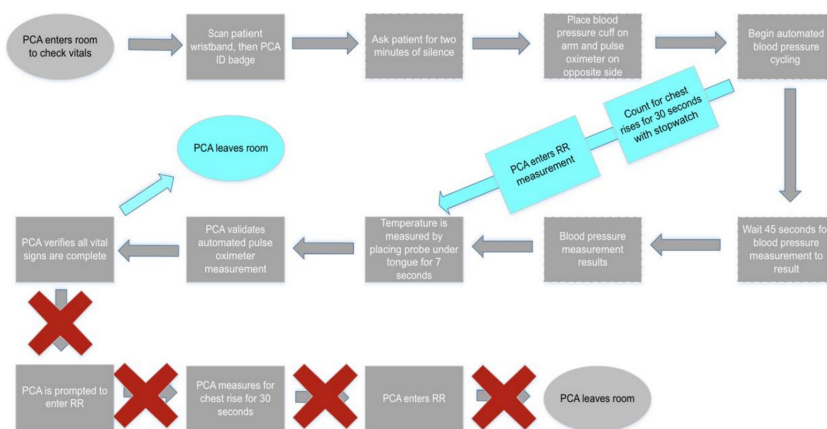 PCA enters room
to check vitals
Scan patient
wristband, then PCA
ID badge
Ask patient for two
minutes of silence
Place blood
pressure cuff on
arm and pulse
oximeter on
opposite side
Begin automated
blood pressure
cycling
Count for chest
rises for 30 seconds
with stopwatch
PCA enters RR
measurement
PCA leaves room
PCA verifies all vital
signs are complete
PCA validates
automated pulse
oximeter
measurement
Temperature is
measured by
placing probe under
tongue for 7
seconds
Blood pressure
measurement
results
Wait 45 seconds for
blood pressure
measurement to
result
PCA is prompted to
enter RR
PCA measures for
chest rise for 30
seconds
PCA enters RR
PCA leaves room